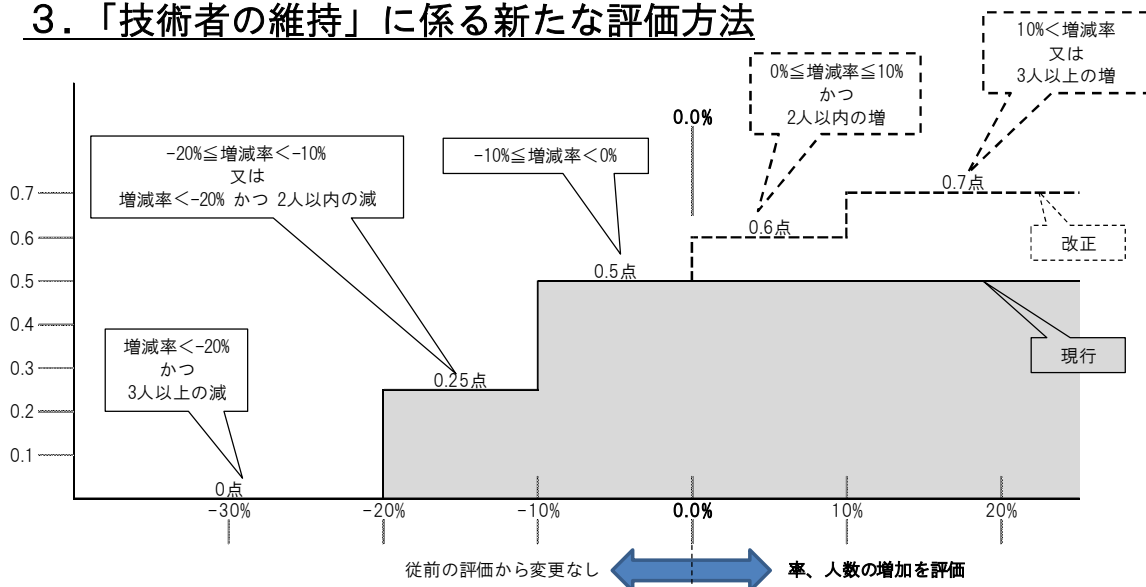 ３．「技術者の維持」に係る新たな評価方法
10%＜増減率
又は
3人以上の増
0%≦増減率≦10%
かつ
2人以内の増
0.0%
-20%≦増減率＜-10%
又は
増減率＜-20% かつ 2人以内の減
-10%≦増減率＜0%
0.7点
0.7
0.6点
改正
0.6
0.5点
0.5
0.4
増減率＜-20%
かつ
3人以上の減
現行
0.3
0.25点
0.2
0.1
0点
-30%
-20%
-10%
0.0%
10%
20%
従前の評価から変更なし
率、人数の増加を評価